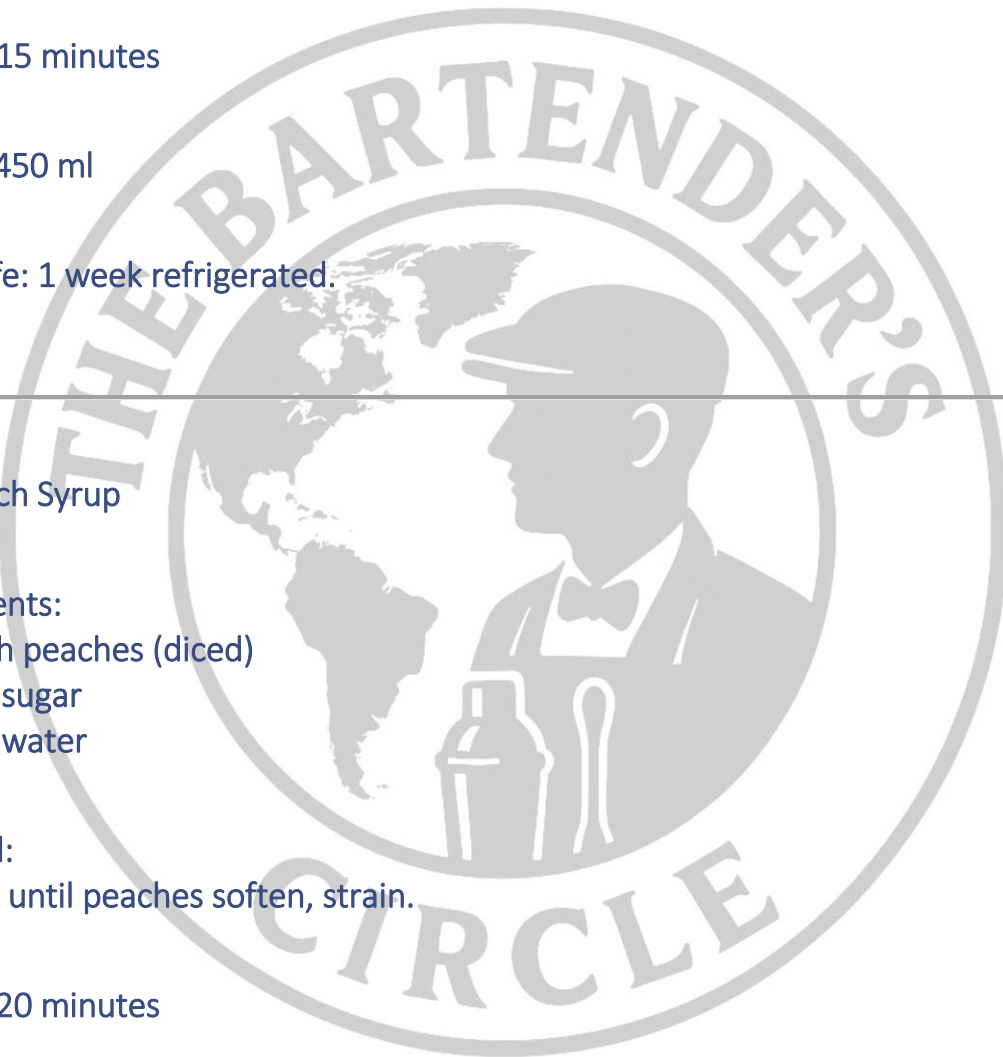 15 minutes
450 ml
fe: 1 week refrigerated.
ch Syrup
ents:
h peaches (diced)
sugar
water
:
until peaches soften, strain.
20 minutes
THE BARTENDER'S
CIRCLE